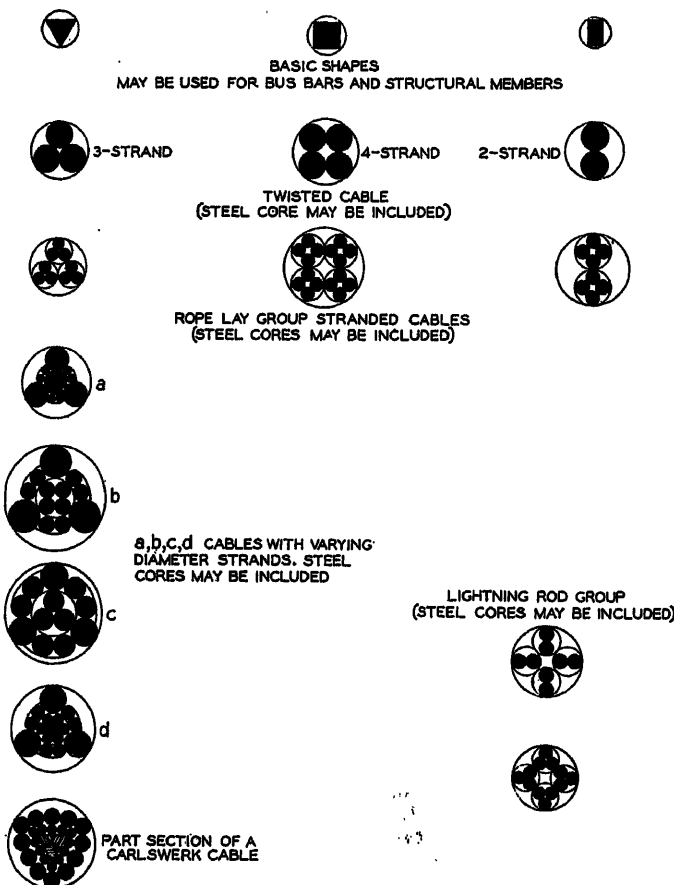 BASIC SHAPES
MAY BE USED FOR BUS BARS AND STRUCTURAL MEMBERS
3-STRAND
4-STRAND
2-STRAND
TWISTED CABLE
(STEEL CORE MAY BE INCLUDED)
ROPE LAY GROUP STRANDED CABLES
(STEEL CORES MAY BE INCLUDED)
a
b
a,b,c,d CABLES WITH VARYING
DIAMETER STRANDS. STEEL
CORES MAY BE INCLUDED
LIGHTNING ROD GROUP
(STEEL CORES MAY BE INCLUDED)
c
d
PART SECTION OF A
CARLSWERK CABLE